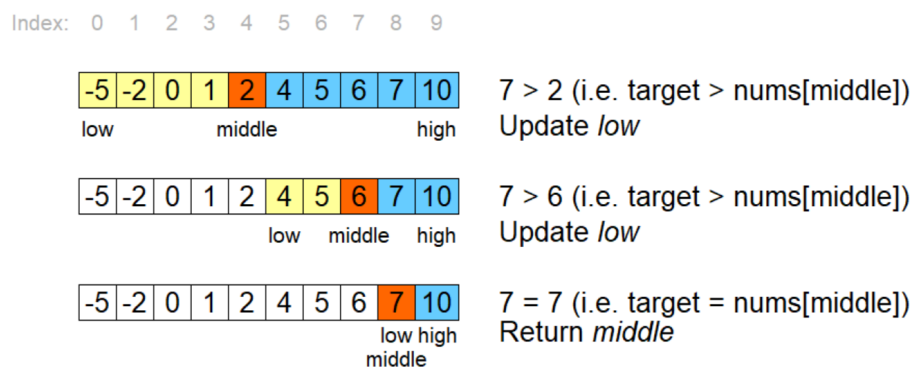 Index: 0 1 2 3 4 5 6 7 8 9
-5 -2 0 1 2 4 5 6 7 10 7 > 2 (i.e. target > nums[middle])
low middle high Update low
-5 -2 0 1 2 4 5 6 7 10 7 > 6 (i.e. target > nums[middle])
low middle high Update low
-5 -2 0 1 2 4 5 6 7 10 7 = 7 (i.e. target = nums[middle])
low high Return middle
middle